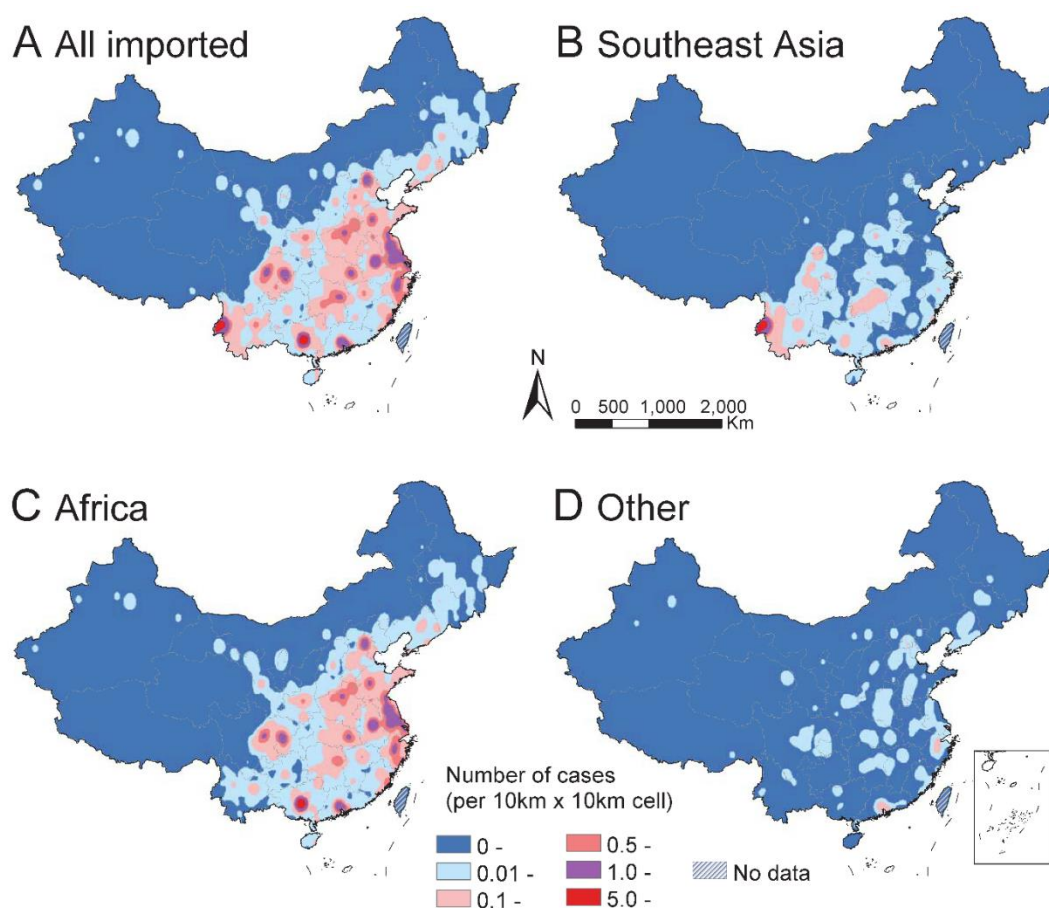 A All imported
B Southeast Asia
N
0 500 1,000 2,000
Km
C Africa
D Other
Number of cases
(per 10km x 10km cell)
0 -
0.01 -
0.1 -
0.5 -
1.0 -
5.0 -
No data